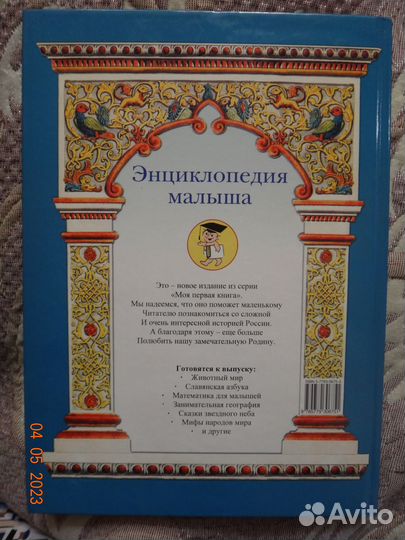 Энциклопедия
малыша
Это – новое издание из серии
«Моя первая книга».
Мы надеемся, что оно поможет маленькому
Читателю познакомиться со сложной
И очень интересной историей России.
А благодаря этому – еще больше
Полюбить нашу замечательную Родину.
Готовятся к выпуску:
· Животный мир
· Славянская азбука
· Математика для малышей
· Занимательная география
· Сказки звездного неба
· Мифы народов мира
· и другие
04 05 2023
Avito